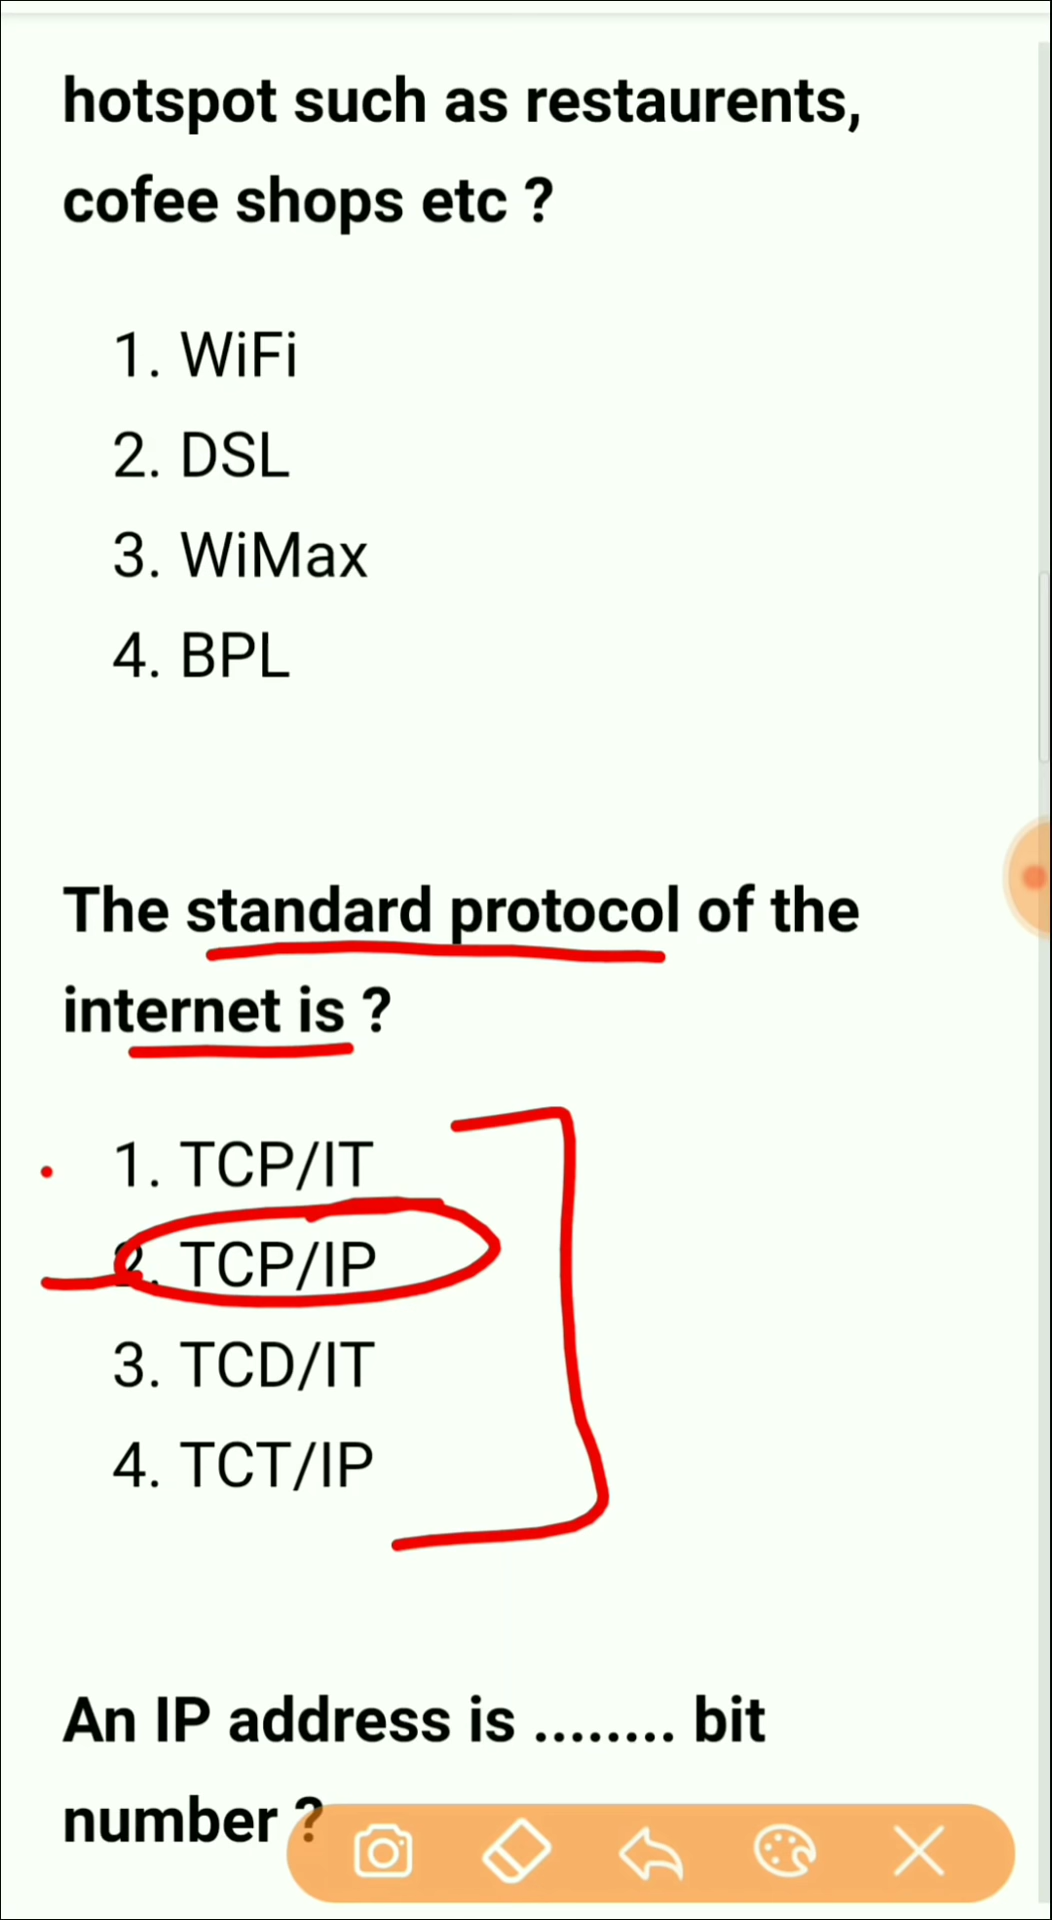 hotspot such as restaurents,
cofee shops etc ?
1. WiFi
2. DSL
3. WiMax
4. BPL
The standard protocol of the
internet is ?
1. TCP/IT
2. TCP/IP
3. TCD/IT
4. TCT/IP
An IP address is ........ bit
number ?